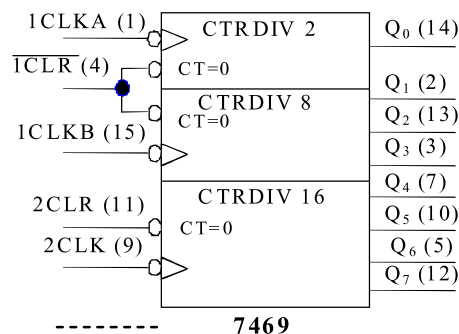 1CLKA (1)
CTRDIV 2
Q0 (14)
1CLR (4)
CT=0
Q1 (2)
CTRDIV 8
CT=0
Q2 (13)
1CLKB (15)
Q3 (3)
Q4 (7)
CTRDIV 16
2CLR (11)
CT=0
Q5 (10)
2CLK (9)
Q6 (5)
Q7 (12)
7469